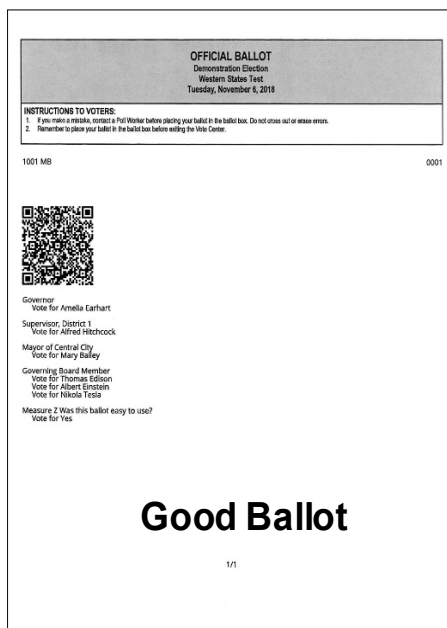 OFFICIAL BALLOT
Demonstration Election
Western States Test
Tuesday, November 6, 2018
INSTRUCTIONS TO VOTERS:
1. If you make a mistake, contact a Poll Worker before placing your ballot in the ballot box. Do not cross out or erase errors.
2. Remember to place your ballot in the ballot box before exiting the Vote Center.
1001 MB 0001
Governor
Vote for Amelia Earhart
Supervisor, District 1
Vote for Alfred Hitchcock
Mayor of Central City
Vote for Mary Bailey
Governing Board Member
Vote for Thomas Edison
Vote for Albert Einstein
Vote for Nikola Tesla
Measure Z Was this ballot easy to use?
Vote for Yes
Good Ballot
1/1